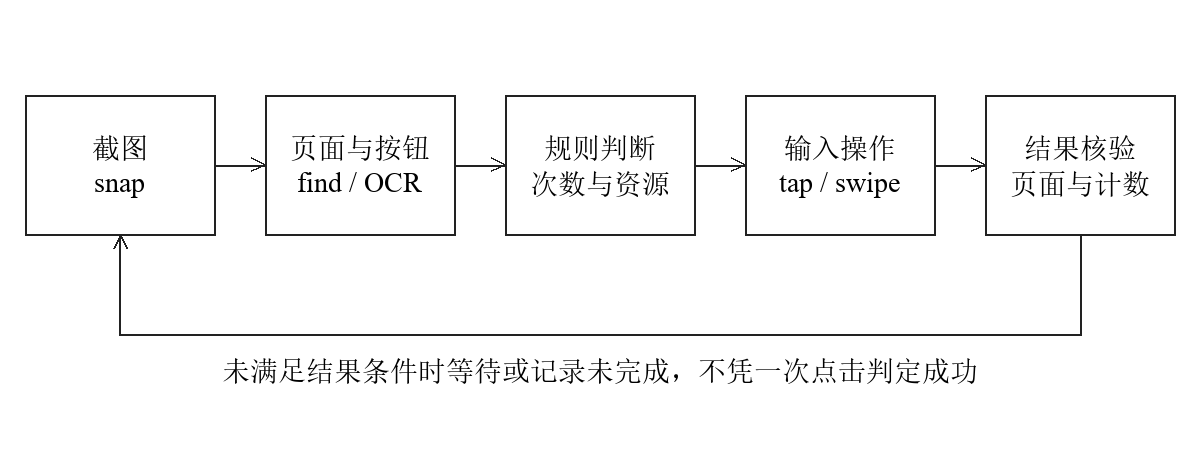 截图
snap
页面与按钮
find / OCR
规则判断
次数与资源
输入操作
tap / swipe
结果核验
页面与计数
未满足结果条件时等待或记录未完成，不凭一次点击判定成功